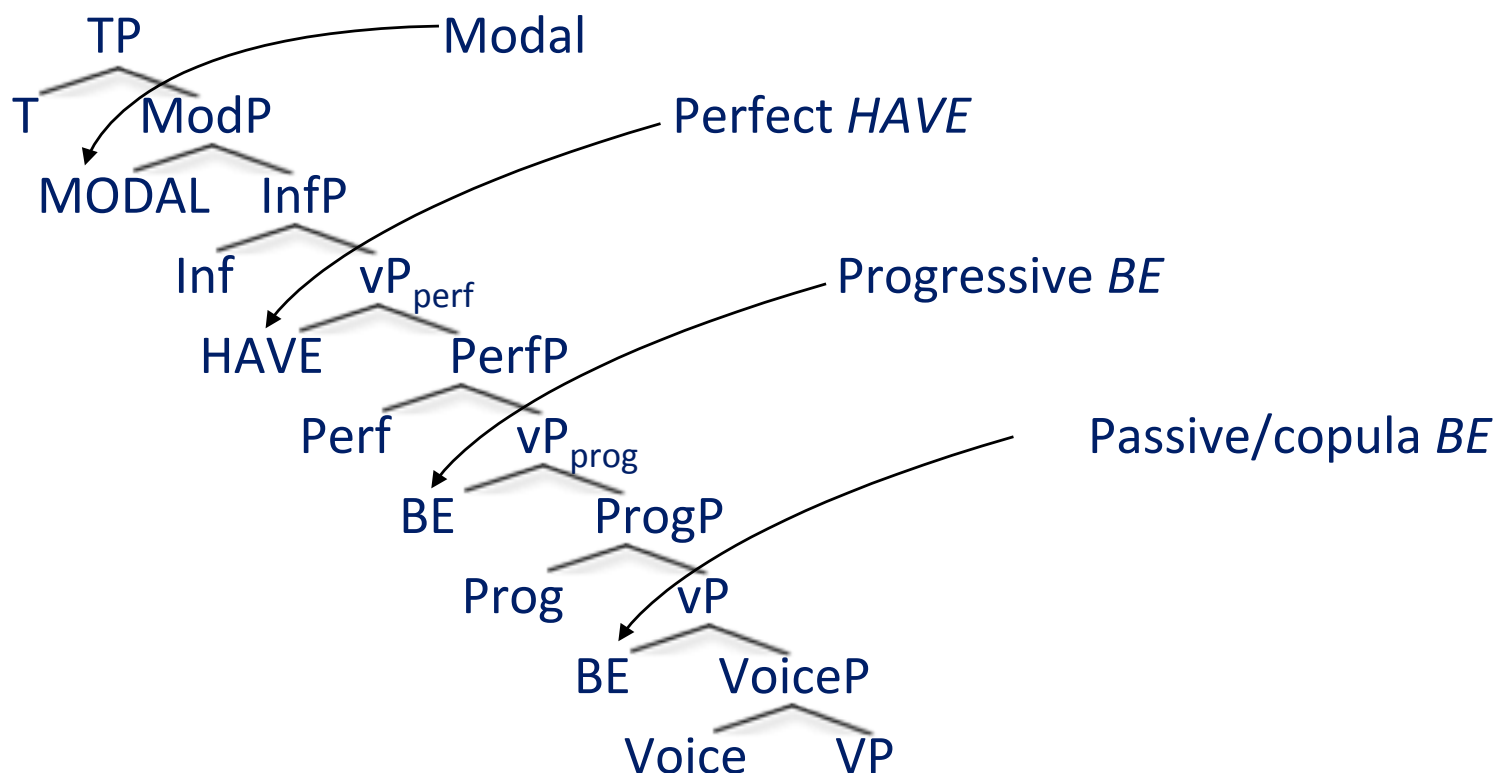 TP Modal
T ModP Perfect HAVE
MODAL InfP
Inf vPperf Progressive BE
HAVE PerfP
Perf vPprog Passive/copula BE
BE ProgP
Prog vP
BE VoiceP
Voice VP